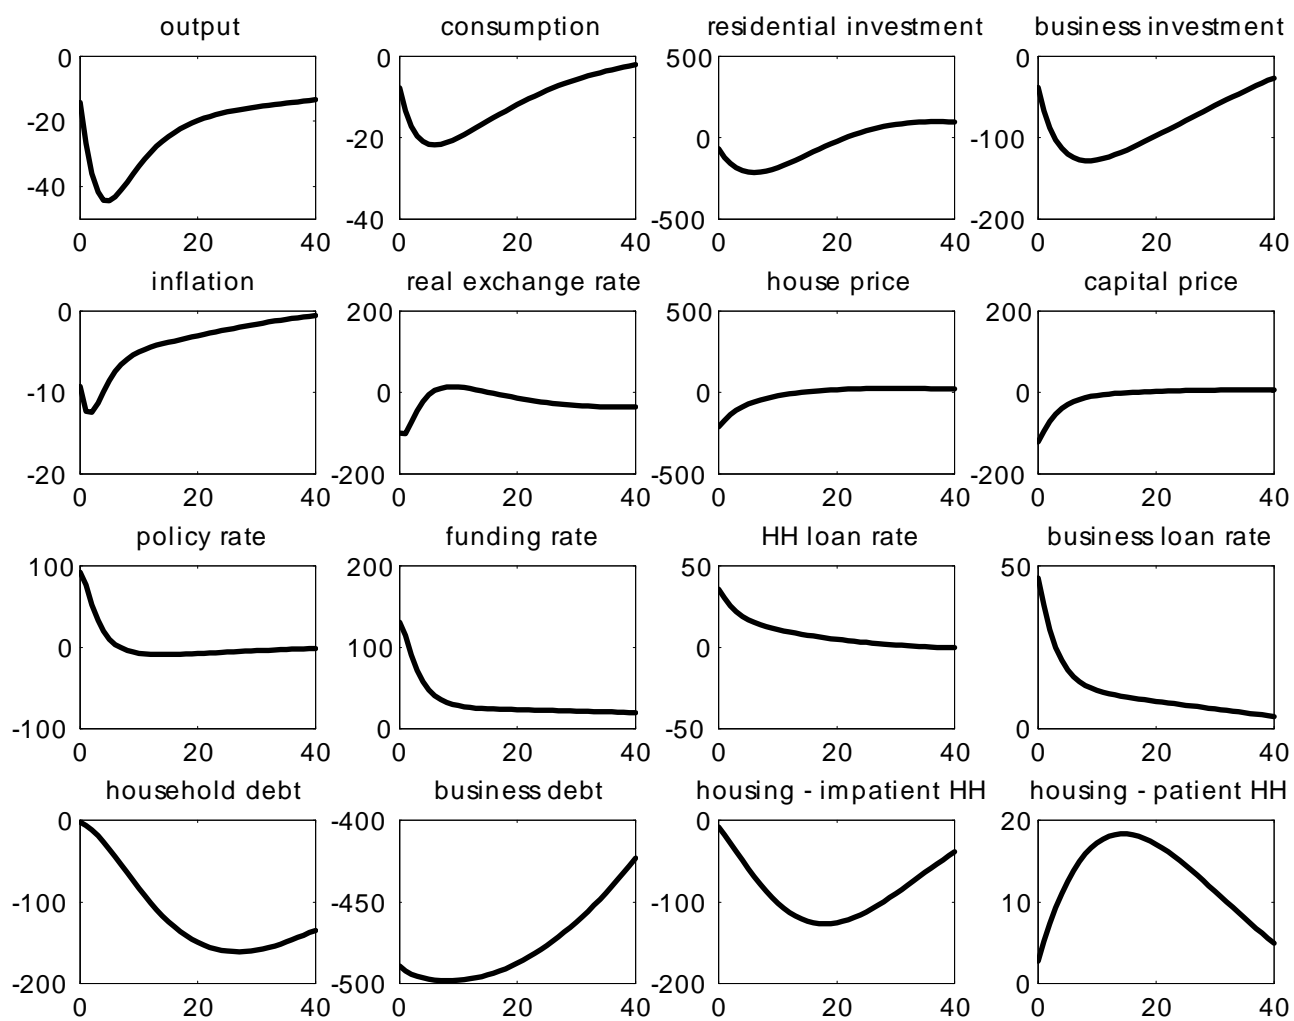 output consumption residential investment business investment
0 0 500 0
-20 -20 0 -100
-40 -40 -500 -200
0 20 40 0 20 40 0 20 40 0 20 40
inflation real exchange rate house price capital price
0 200 500 200
-10 0 0 0
-20 -200 -500 -200
0 20 40 0 20 40 0 20 40 0 20 40
policy rate funding rate HH loan rate business loan rate
100 200 50 50
0 100 0
-100 0 -50 0
0 20 40 0 20 40 0 20 40 0 20 40
household debt business debt housing - impatient HH housing - patient HH
0 -400 0 20
-100 -450 -100 10
-200 -500 -200 0
0 20 40 0 20 40 0 20 40 0 20 40